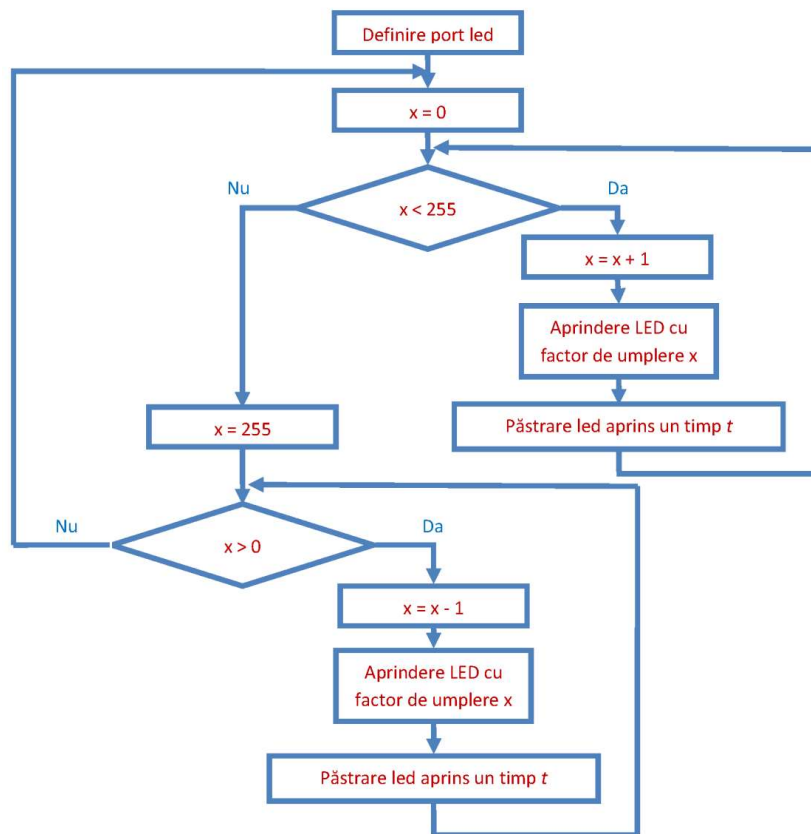 Definire port led
x = 0
Nu
Da
x < 255
x = x + 1
Aprindere LED cu
factor de umplere x
x = 255
Păstrare led aprins un timp t
Nu
Da
x > 0
x = x - 1
Aprindere LED cu
factor de umplere x
Păstrare led aprins un timp t